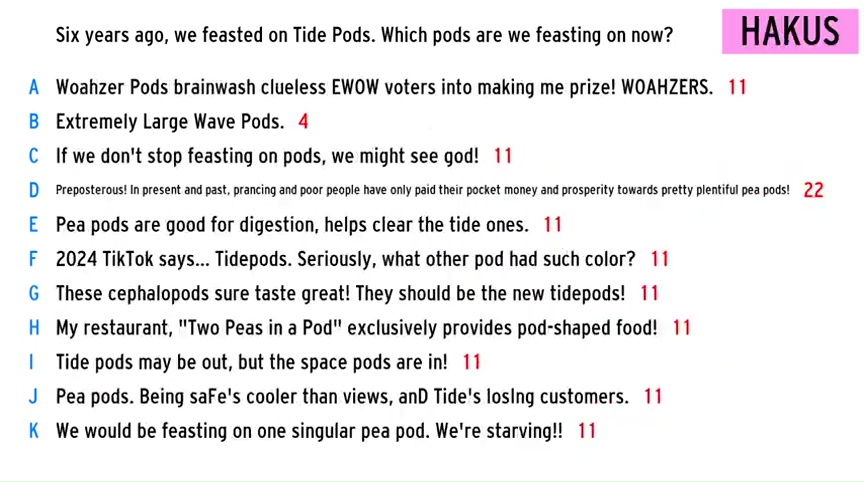 Six years ago, we feasted on Tide Pods. Which pods are we feasting on now?
HAKUS
A Woahzer Pods brainwash clueless EWOW voters into making me prize! WOAHZERS. 11
B Extremely Large Wave Pods. 4
C If we don't stop feasting on pods, we might see god! 11
D Preposterous! In present and past, prancing and poor people have only paid their pocket money and prosperity towards pretty plentiful pea pods! 22
E Pea pods are good for digestion, helps clear the tide ones. 11
F 2024 TikTok says... Tidepods. Seriously, what other pod had such color? 11
G These cephalopods sure taste great! They should be the new tidepods! 11
H My restaurant, "Two Peas in a Pod" exclusively provides pod-shaped food! 11
I Tide pods may be out, but the space pods are in! 11
J Pea pods. Being saFe's cooler than views, anD Tide's losIng customers. 11
K We would be feasting on one singular pea pod. We're starving!! 11